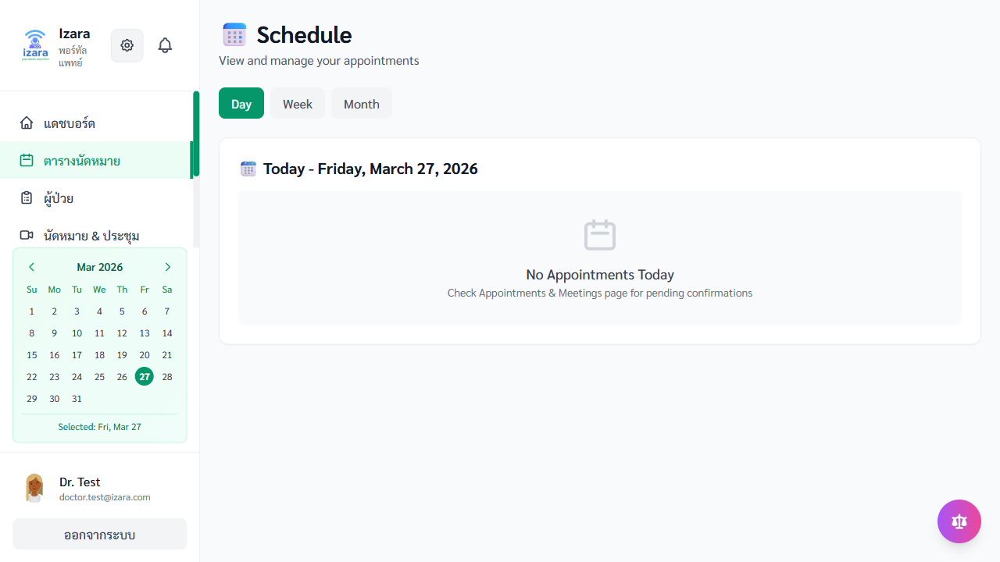 izara
Izara
พอร์ทัล
แพทย์
แดชบอร์ด
ตารางนัดหมาย
ผู้ป่วย
นัดหมาย & ประชุม
Mar 2026
Su Mo Tu We Th Fr Sa
1 2 3 4 5 6 7
8 9 10 11 12 13 14
15 16 17 18 19 20 21
22 23 24 25 26 27 28
29 30 31
Selected: Fri, Mar 27
Dr. Test
doctor.test@izara.com
ออกจากระบบ
Schedule
View and manage your appointments
Day Week Month
Today - Friday, March 27, 2026
No Appointments Today
Check Appointments & Meetings page for pending confirmations